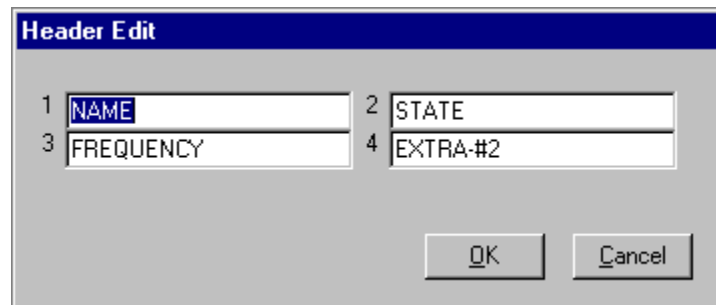 Header Edit
1 NAME 2 STATE
3 FREQUENCY 4 EXTRA-#2
OK Cancel